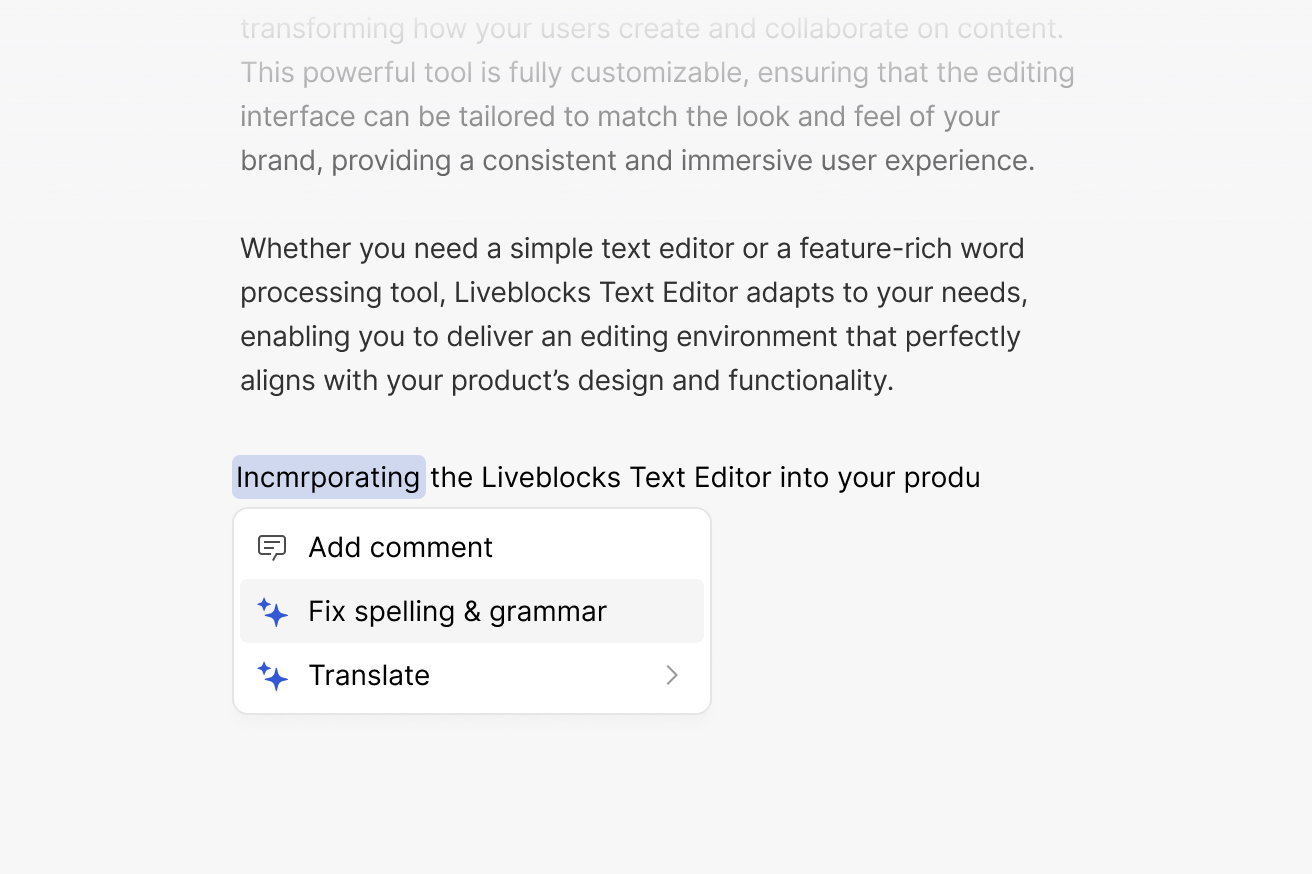 transforming how your users create and collaborate on content.
This powerful tool is fully customizable, ensuring that the editing
interface can be tailored to match the look and feel of your
brand, providing a consistent and immersive user experience.
Whether you need a simple text editor or a feature-rich word
processing tool, Liveblocks Text Editor adapts to your needs,
enabling you to deliver an editing environment that perfectly
aligns with your product’s design and functionality.
Incmrporating the Liveblocks Text Editor into your produ
Add comment
Fix spelling & grammar
Translate